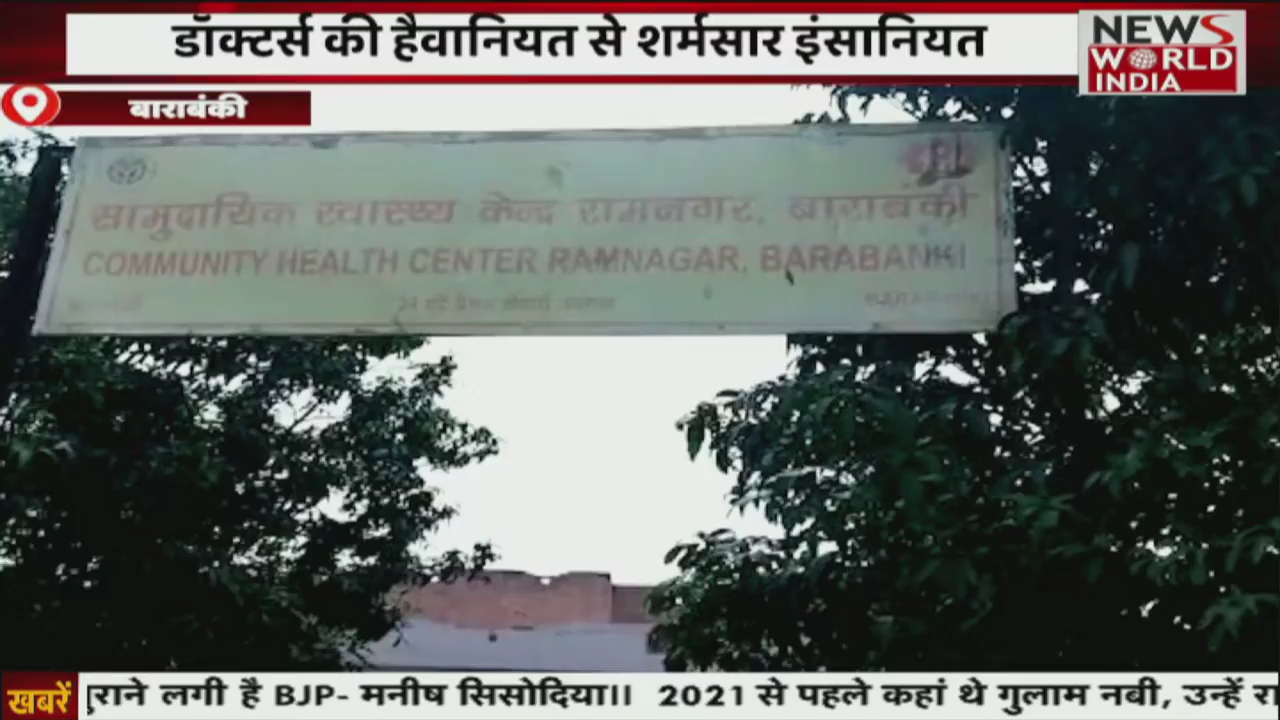 डॉक्टर्स की हैवानियत से शर्मसार इंसानियत
NEWS
WORLD
INDIA
बाराबंकी
सामुदायिक स्वास्थ्य केन्द्र रामनगर, बाराबंकी
COMMUNITY HEALTH CENTER RAMNAGAR, BARABANKI
खबरें
राने लगी है BJP- मनीष सिसोदिया।। 2021 से पहले कहां थे गुलाम नबी, उन्हें रा